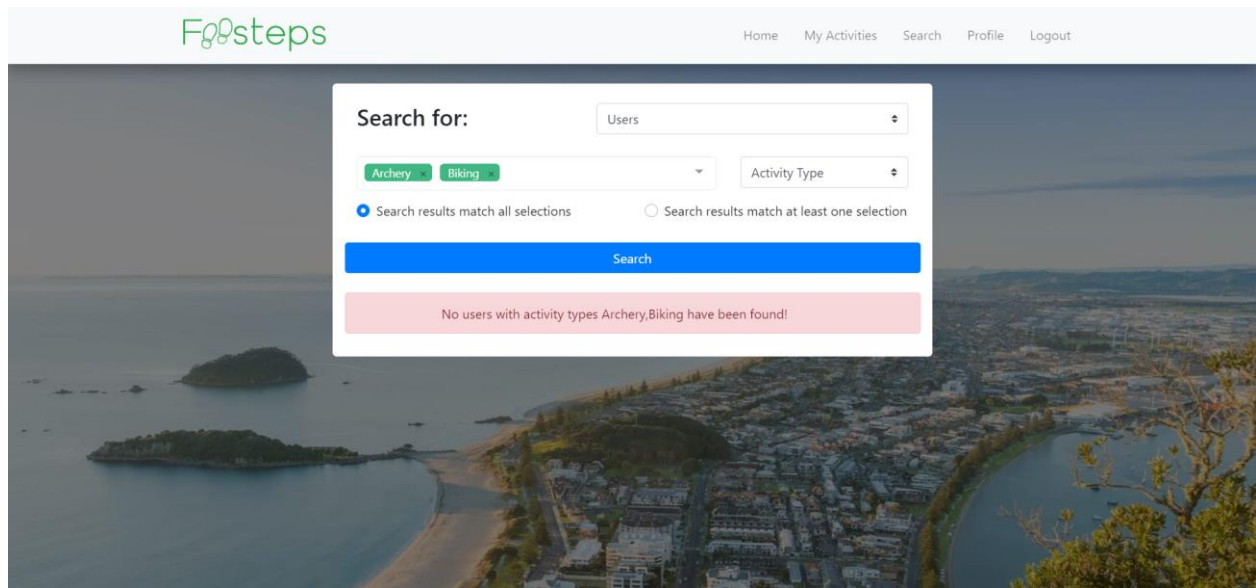 Footsteps
Home My Activities Search Profile Logout
Search for: Users
Archery × Biking × Activity Type
Search results match all selections Search results match at least one selection
Search
No users with activity types Archery,Biking have been found!